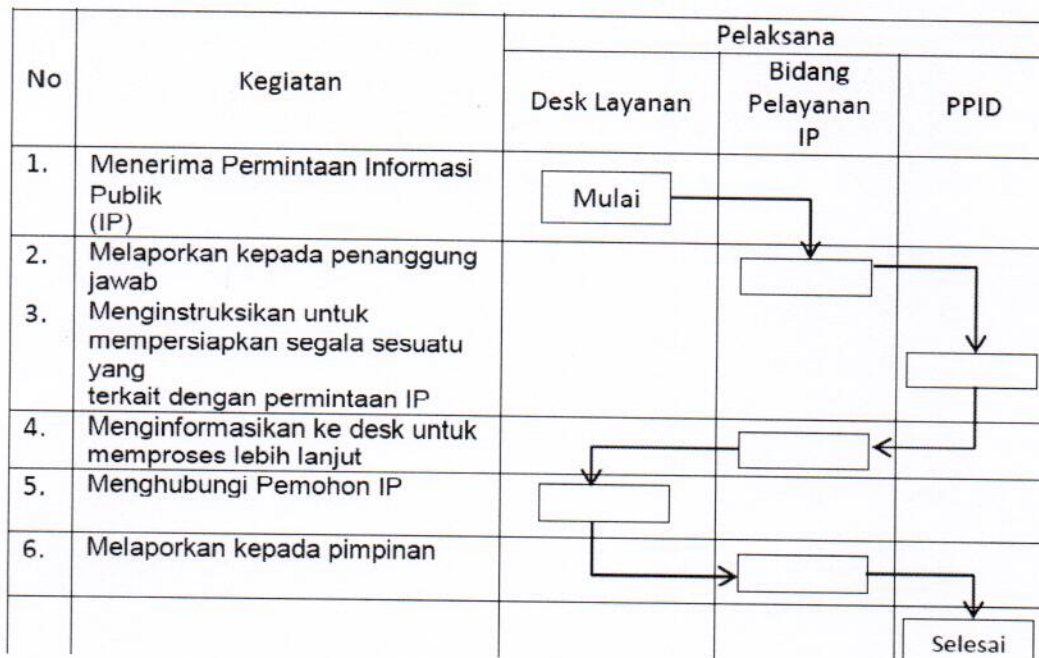 No
Kegiatan
Pelaksana
Desk Layanan
Bidang
Pelayanan
IP
PPID
1.
Menerima Permintaan Informasi
Publik
(IP)
Mulai
2.
Melaporkan kepada penanggung
jawab
3.
Menginstruksikan untuk
mempersiapkan segala sesuatu
yang
terkait dengan permintaan IP
4.
Menginformasikan ke desk untuk
memproses lebih lanjut
5.
Menghubungi Pemohon IP
6.
Melaporkan kepada pimpinan
Selesai